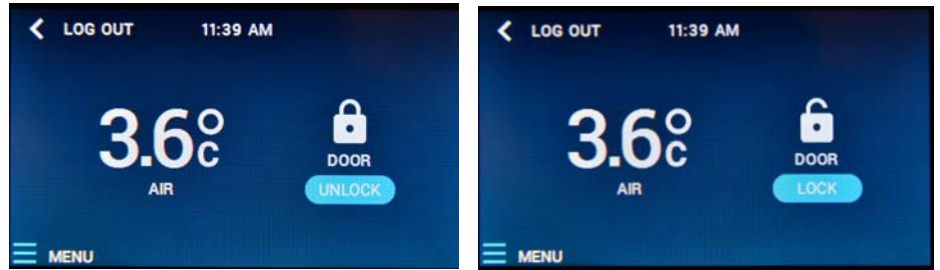 LOG OUT 11:39 AM
3.6°C
AIR
DOOR
UNLOCK
MENU
LOG OUT 11:39 AM
3.6°C
AIR
DOOR
LOCK
MENU